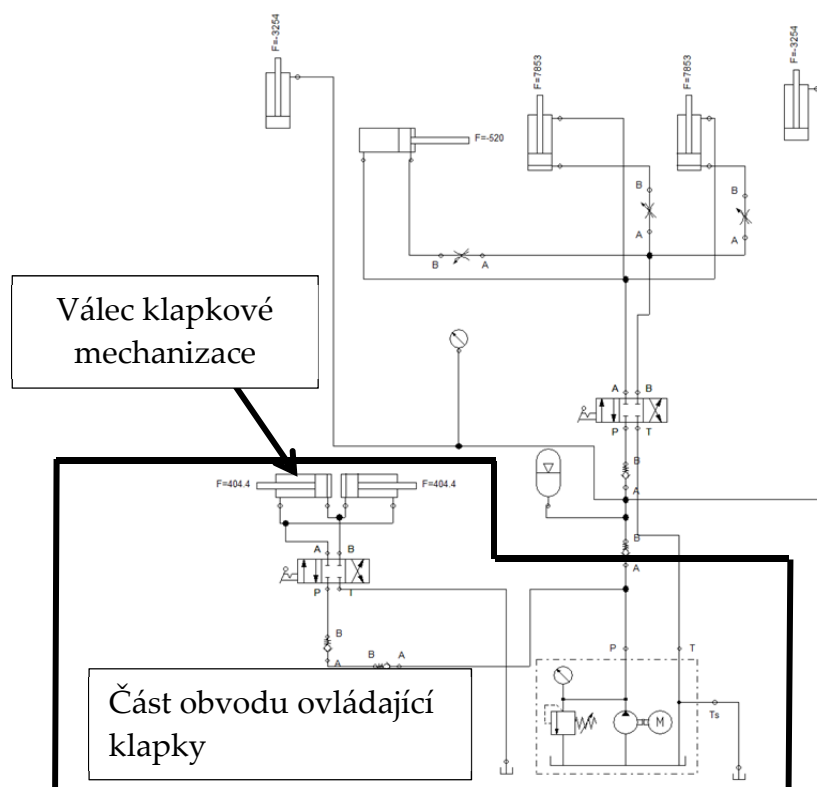 F=-3254
F=7853
F=7853
F=-3254
F=-520
B
B
A
A
B
A
Válec klapkové
mechanizace
A
B
P
T
B
A
F=404.4
F=404.4
B
A
A
B
P
T
B
A
B
A
P
T
Část obvodu ovládající
klapky
M
Ts